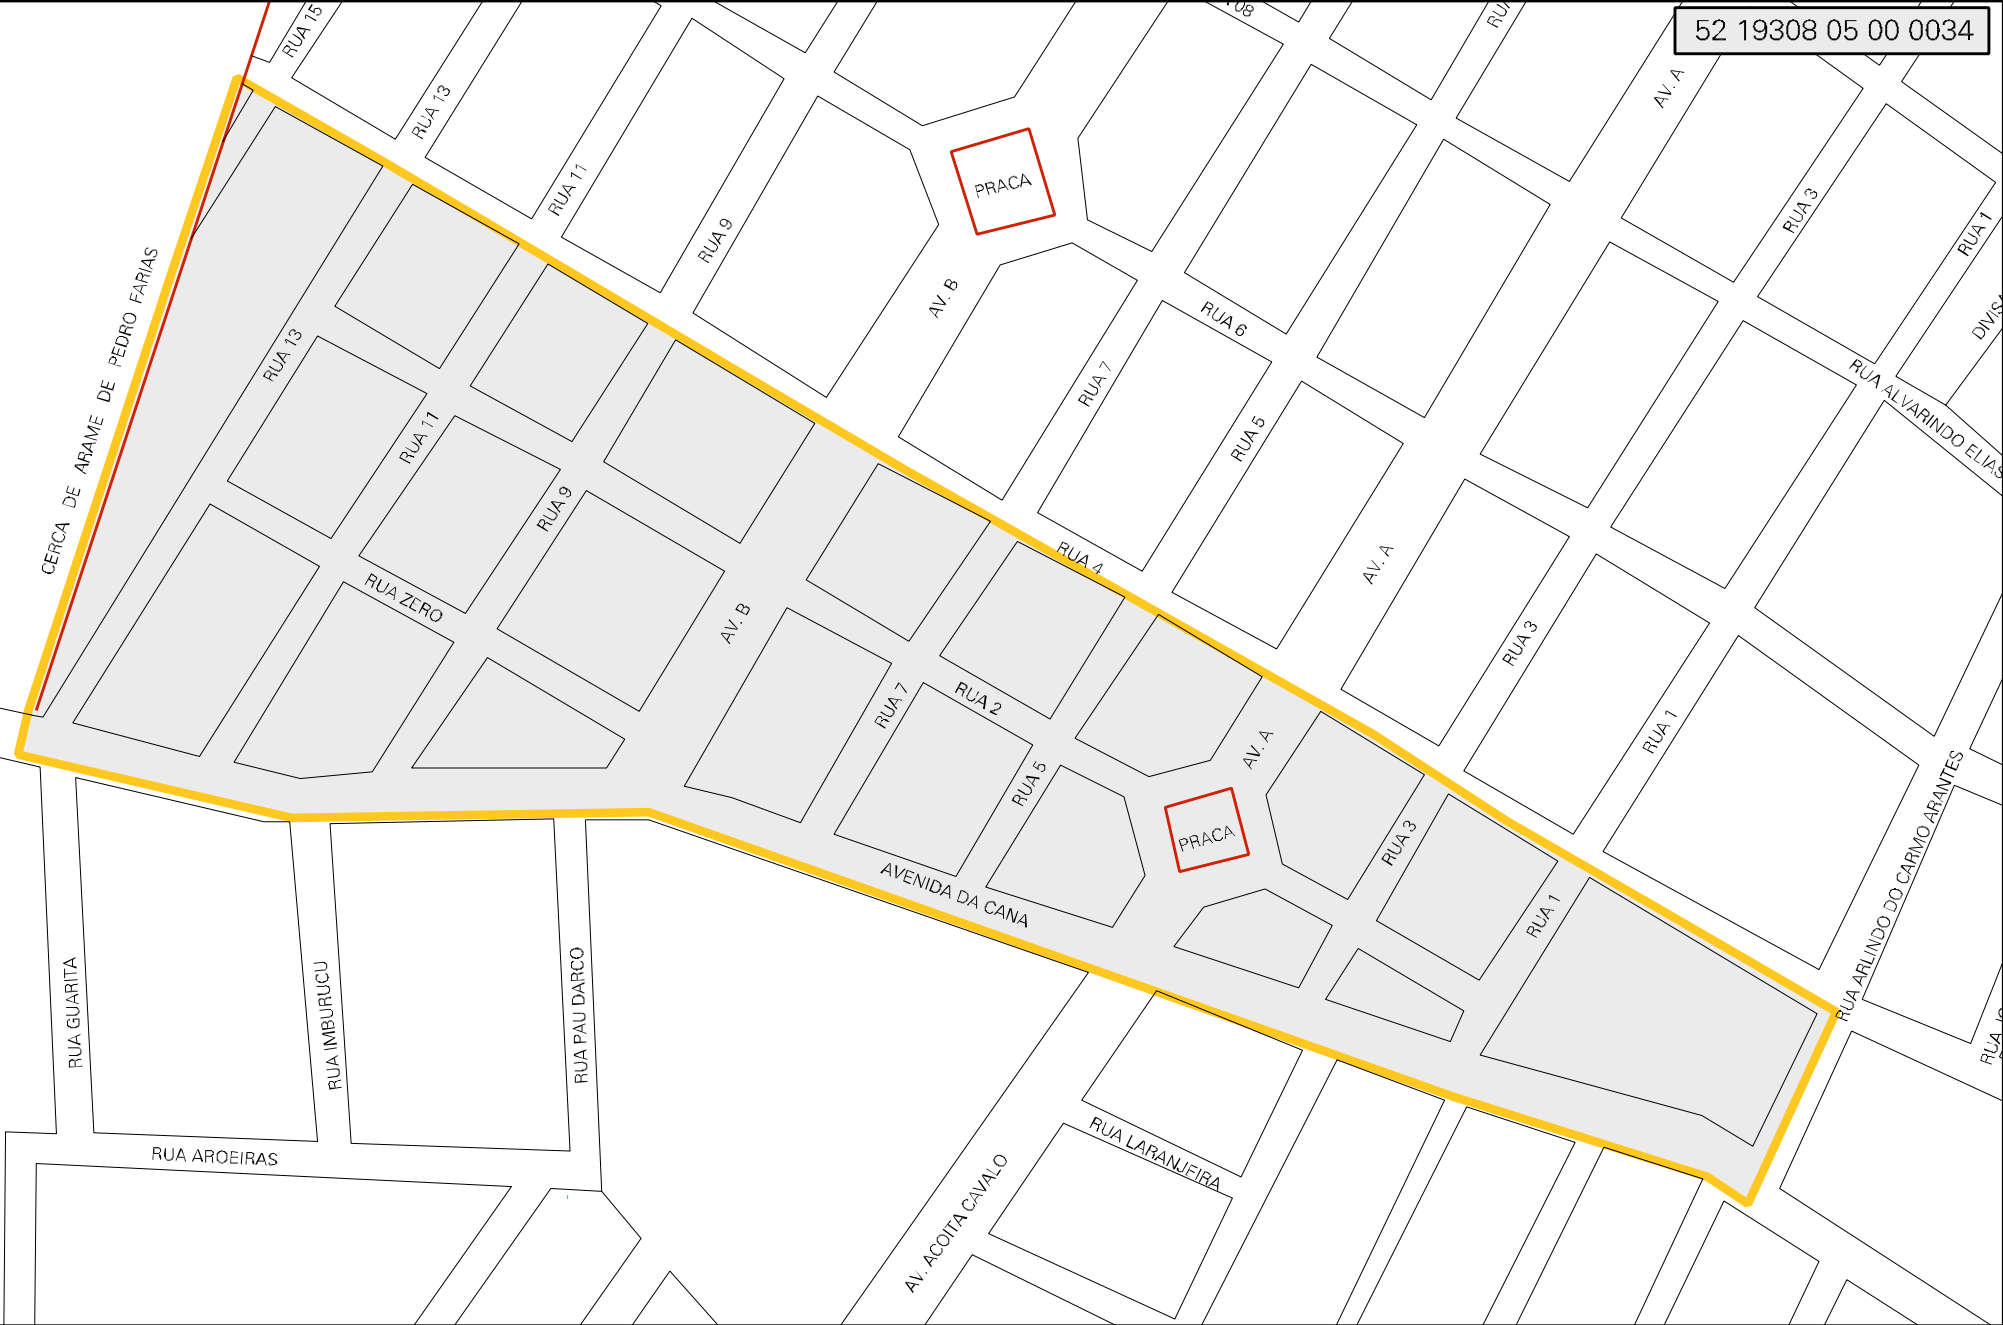 52 19308 05 00 0034
RUA 15
RUA 13
RUA 11
RUA 9
PRACA
AV. B
RUA 7
RUA 6
RUA 5
AV. A
RUA 3
RUA 1
RUA ALVARINDO ELIAS
CERCA DE ARAME DE PEDRO FARIAS
RUA 13
RUA 11
RUA 9
RUA ZERO
AV. B
RUA 4
AV. A
RUA 3
RUA 1
RUA 7
RUA 2
RUA 5
AV. A
PRACA
RUA 3
RUA 1
AVENIDA DA CANA
RUA ARLINDO DO CARMO ARANTES
RUA GUARITA
RUA IMBURUCU
RUA PAU DARCO
RUA AROEIRAS
AV. ACOITA CAVALO
RUA LARANJEIRA
RUA